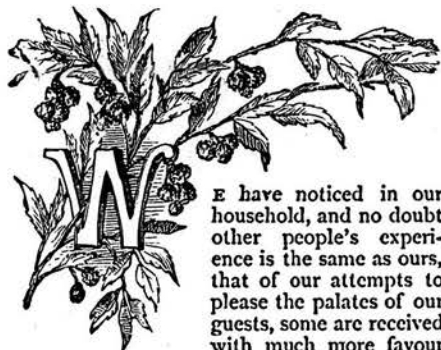 WE have noticed in our
household, and no doubt
other people's experi-
ence is the same as ours,
that of our attempts to
please the palates of our
guests, some are received
with much more favour